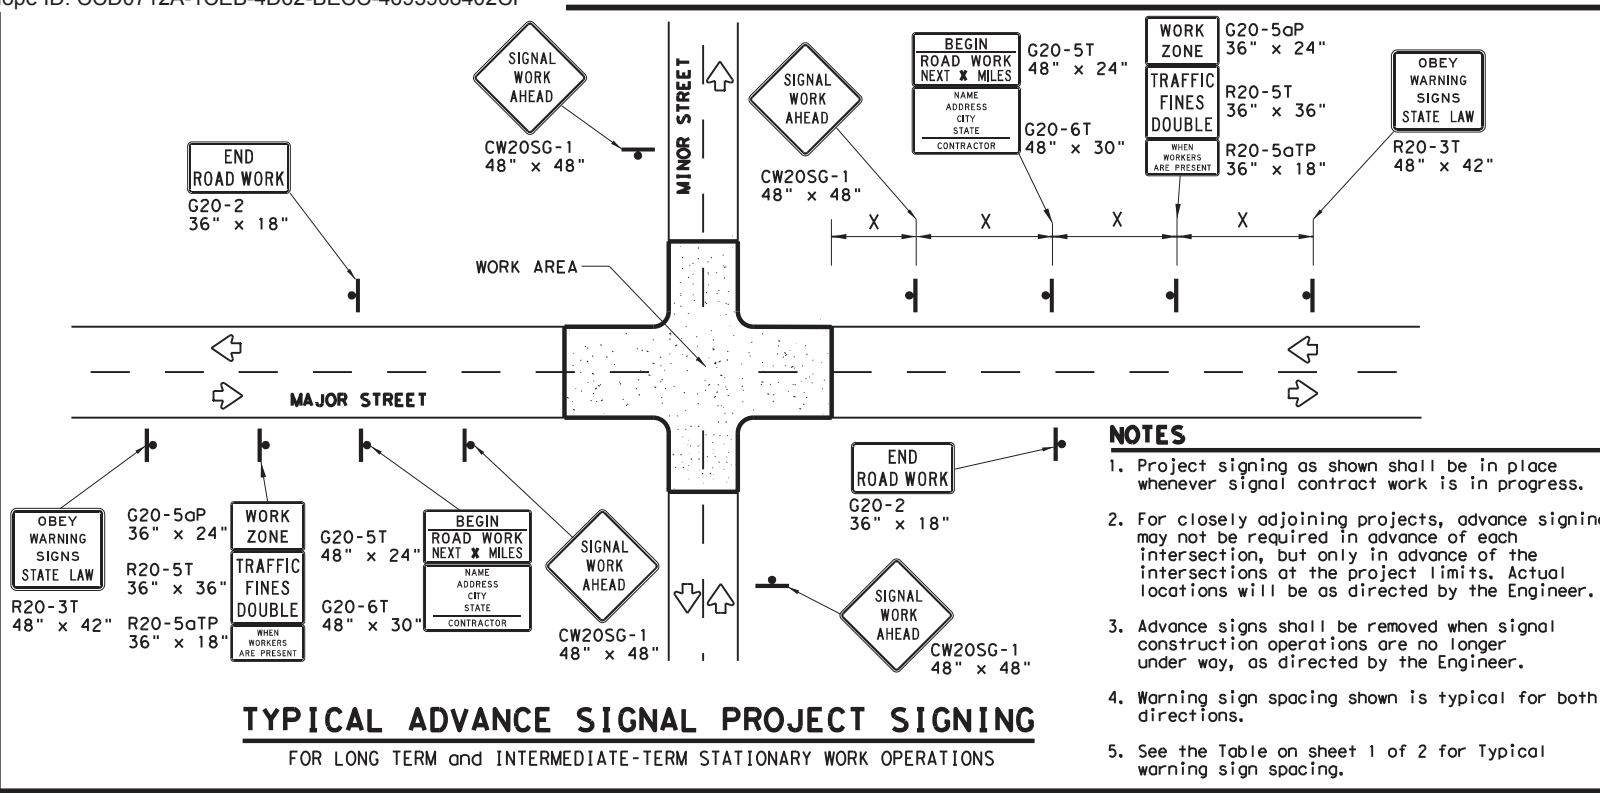 SIGNAL
WORK
AHEAD
CW20SG-1
48" x 48"
END
ROAD WORK
G20-2
36" x 18"
MINOR STREET
SIGNAL
WORK
AHEAD
CW20SG-1
48" x 48"
BEGIN
ROAD WORK
NEXT X MILES
NAME
ADDRESS
CITY
STATE
CONTRACTOR
G20-5T
48" x 24"
G20-6T
48" x 30"
WORK
ZONE
TRAFFIC
FINES
DOUBLE
WHEN
WORKERS
ARE PRESENT
G20-5aP
36" x 24"
R20-5T
36" x 36"
R20-5aTP
36" x 18"
OBEY
WARNING
SIGNS
STATE LAW
R20-3T
48" x 42"
X X X X
WORK AREA
MAJOR STREET
OBEY
WARNING
SIGNS
STATE LAW
R20-3T
48" x 42"
G20-5aP
36" x 24"
R20-5T
36" x 36"
R20-5aTP
36" x 18"
WORK
ZONE
TRAFFIC
FINES
DOUBLE
WHEN
WORKERS
ARE PRESENT
G20-5T
48" x 24"
G20-6T
48" x 30"
BEGIN
ROAD WORK
NEXT X MILES
NAME
ADDRESS
CITY
STATE
CONTRACTOR
SIGNAL
WORK
AHEAD
CW20SG-1
48" x 48"
END
ROAD WORK
G20-2
36" x 18"
SIGNAL
WORK
AHEAD
CW20SG-1
48" x 48"
TYPICAL ADVANCE SIGNAL PROJECT SIGNING
FOR LONG TERM and INTERMEDIATE-TERM STATIONARY WORK OPERATIONS
NOTES
1. Project signing as shown shall be in place
whenever signal contract work is in progress.
2. For closely adjoining projects, advance signing
may not be required in advance of each
intersection, but only in advance of the
intersections at the project limits. Actual
locations will be as directed by the Engineer.
3. Advance signs shall be removed when signal
construction operations are no longer
under way, as directed by the Engineer.
4. Warning sign spacing shown is typical for both
directions.
5. See the Table on sheet 1 of 2 for Typical
warning sign spacing.